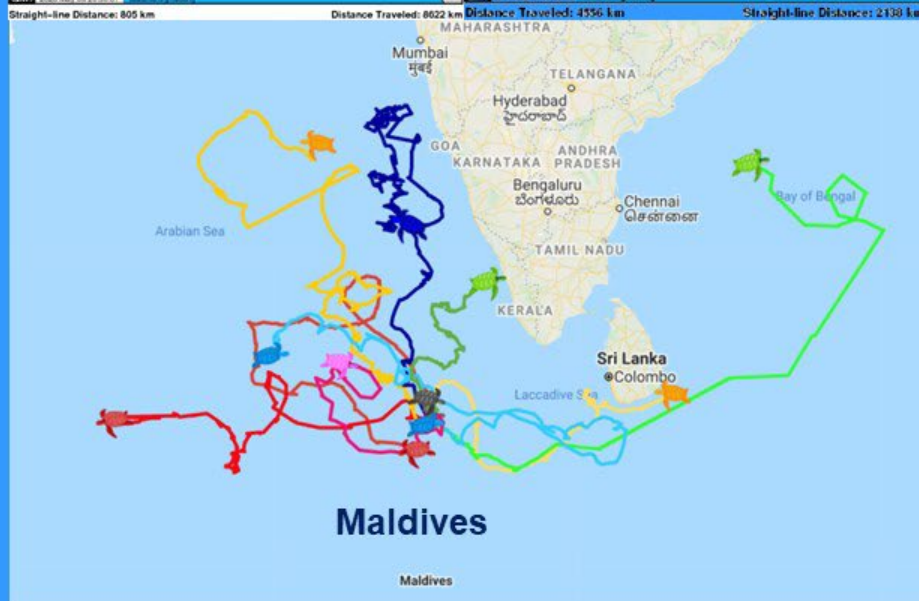 Straight-line Distance: 805 km
Distance Traveled: 8022 km
Distance Traveled: 4556 km
Straight-line Distance: 2138 km
MAHARASHTRA
Mumbai
मुंबई
TELANGANA
Hyderabad
హైదరాబాద్
GOA
KARNATAKA
ANDHRA
PRADESH
Bengaluru
ಬೆಂಗಳೂರು
Chennai
சென்னை
Bay of Bengal
Arabian Sea
TAMIL NADU
KERALA
Sri Lanka
Colombo
Laccadive Sea
Maldives
Maldives